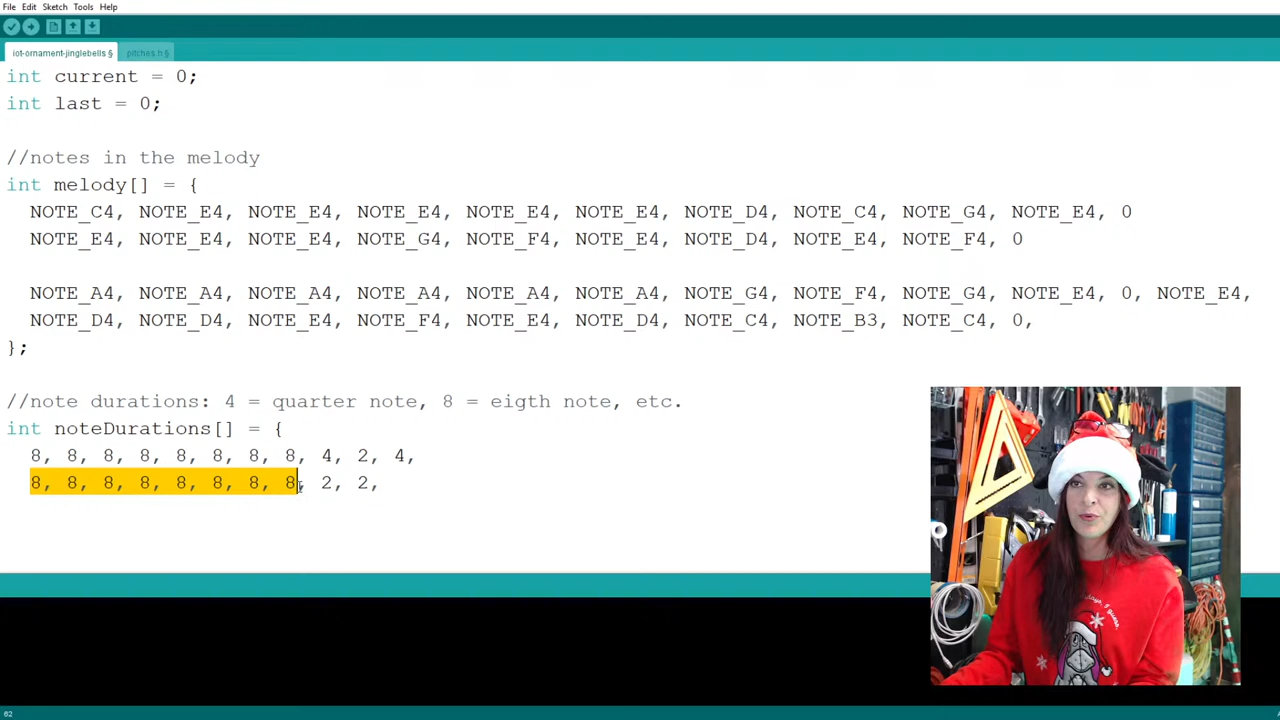 File Edit Sketch Tools Help
iot-ornament-jinglebells § pitches.h §
int current = 0;
int last = 0;
//notes in the melody
int melody[] = {
NOTE_C4, NOTE_E4, NOTE_E4, NOTE_E4, NOTE_E4, NOTE_E4, NOTE_D4, NOTE_C4, NOTE_G4, NOTE_E4, 0
NOTE_E4, NOTE_E4, NOTE_E4, NOTE_G4, NOTE_F4, NOTE_E4, NOTE_D4, NOTE_E4, NOTE_F4, 0
NOTE_A4, NOTE_A4, NOTE_A4, NOTE_A4, NOTE_A4, NOTE_A4, NOTE_G4, NOTE_F4, NOTE_G4, NOTE_E4, 0, NOTE_E4,
NOTE_D4, NOTE_D4, NOTE_E4, NOTE_F4, NOTE_E4, NOTE_D4, NOTE_C4, NOTE_B3, NOTE_C4, 0,
};
//note durations: 4 = quarter note, 8 = eigth note, etc.
int noteDurations[] = {
8, 8, 8, 8, 8, 8, 8, 8, 4, 2, 4,
8, 8, 8, 8, 8, 8, 8, 8, 2, 2,
62